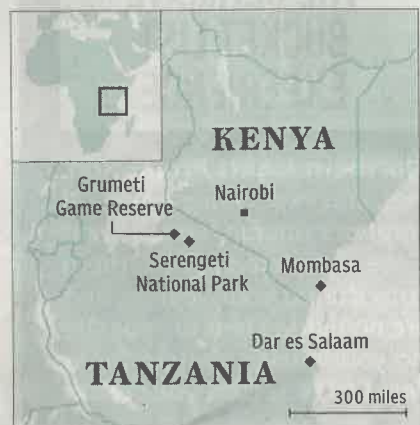 KENYA
Grumeti
Game Reserve
Nairobi
Serengeti
National Park
Mombasa
Dar es Salaam
TANZANIA
300 miles